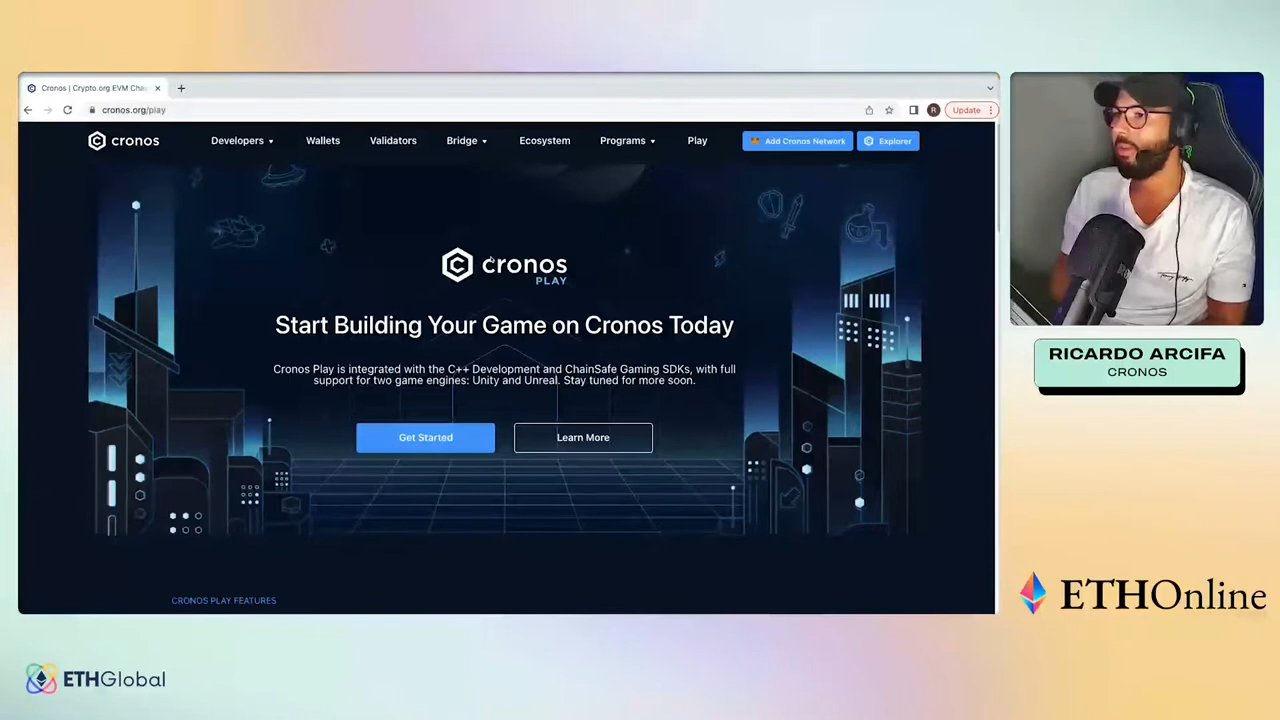 Cronos | Crypto.org EVM Cha
cronos.org/play
Update
cronos
Developers
Wallets
Validators
Bridge
Ecosystem
Programs
Play
Add Cronos Network
Explorer
cronos
PLAY
Start Building Your Game on Cronos Today
Cronos Play is integrated with the C++ Development and ChainSafe Gaming SDKs, with full
support for two game engines: Unity and Unreal. Stay tuned for more soon.
Get Started
Learn More
CRONOS PLAY FEATURES
RICARDO ARCIFA
CRONOS
ETHOnline
ETHGlobal